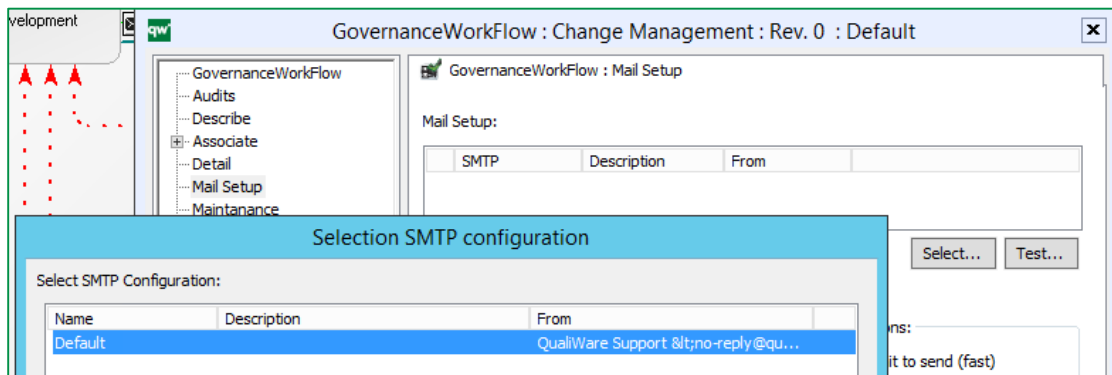 velopment
qw
GovernanceWorkFlow : Change Management : Rev. 0 : Default
GovernanceWorkFlow
Audits
Describe
Associate
Detail
Mail Setup
Maintanance
GovernanceWorkFlow : Mail Setup
Mail Setup:
SMTP Description From
Select... Test...
Selection SMTP configuration
Select SMTP Configuration:
Name Description From
Default QualiWare Support &lt;no-reply@qu...
ns:
it to send (fast)